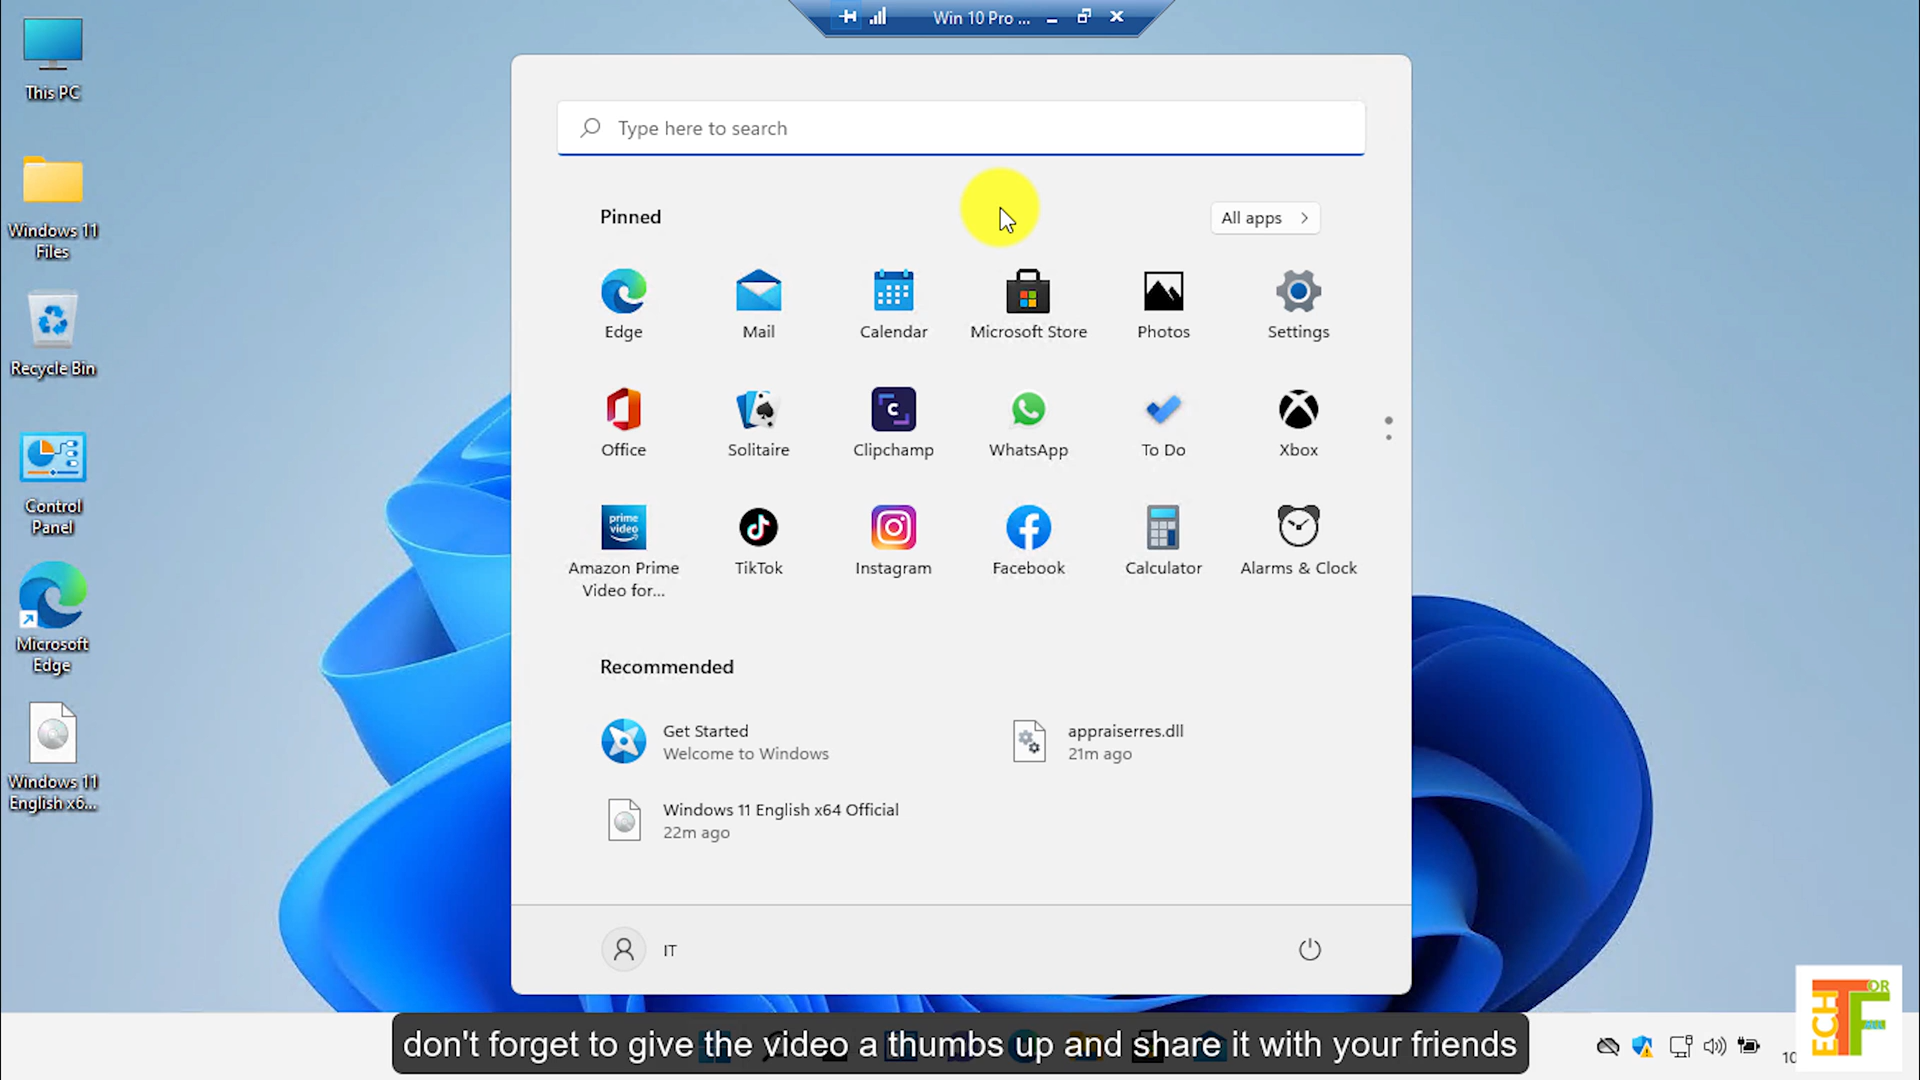 Win 10 Pro ...
This PC
Windows 11
Files
Recycle Bin
Control
Panel
Microsoft
Edge
Windows 11
English x6...
Type here to search
Pinned
All apps
Edge
Mail
Calendar
Microsoft Store
Photos
Settings
Office
Solitaire
Clipchamp
WhatsApp
To Do
Xbox
prime
video
Amazon Prime
Video for...
TikTok
Instagram
Facebook
Calculator
Alarms & Clock
Recommended
Get Started
Welcome to Windows
appraiserres.dll
21m ago
Windows 11 English x64 Official
22m ago
IT
don't forget to give the video a thumbs up and share it with your friends
10
TECH
FOR